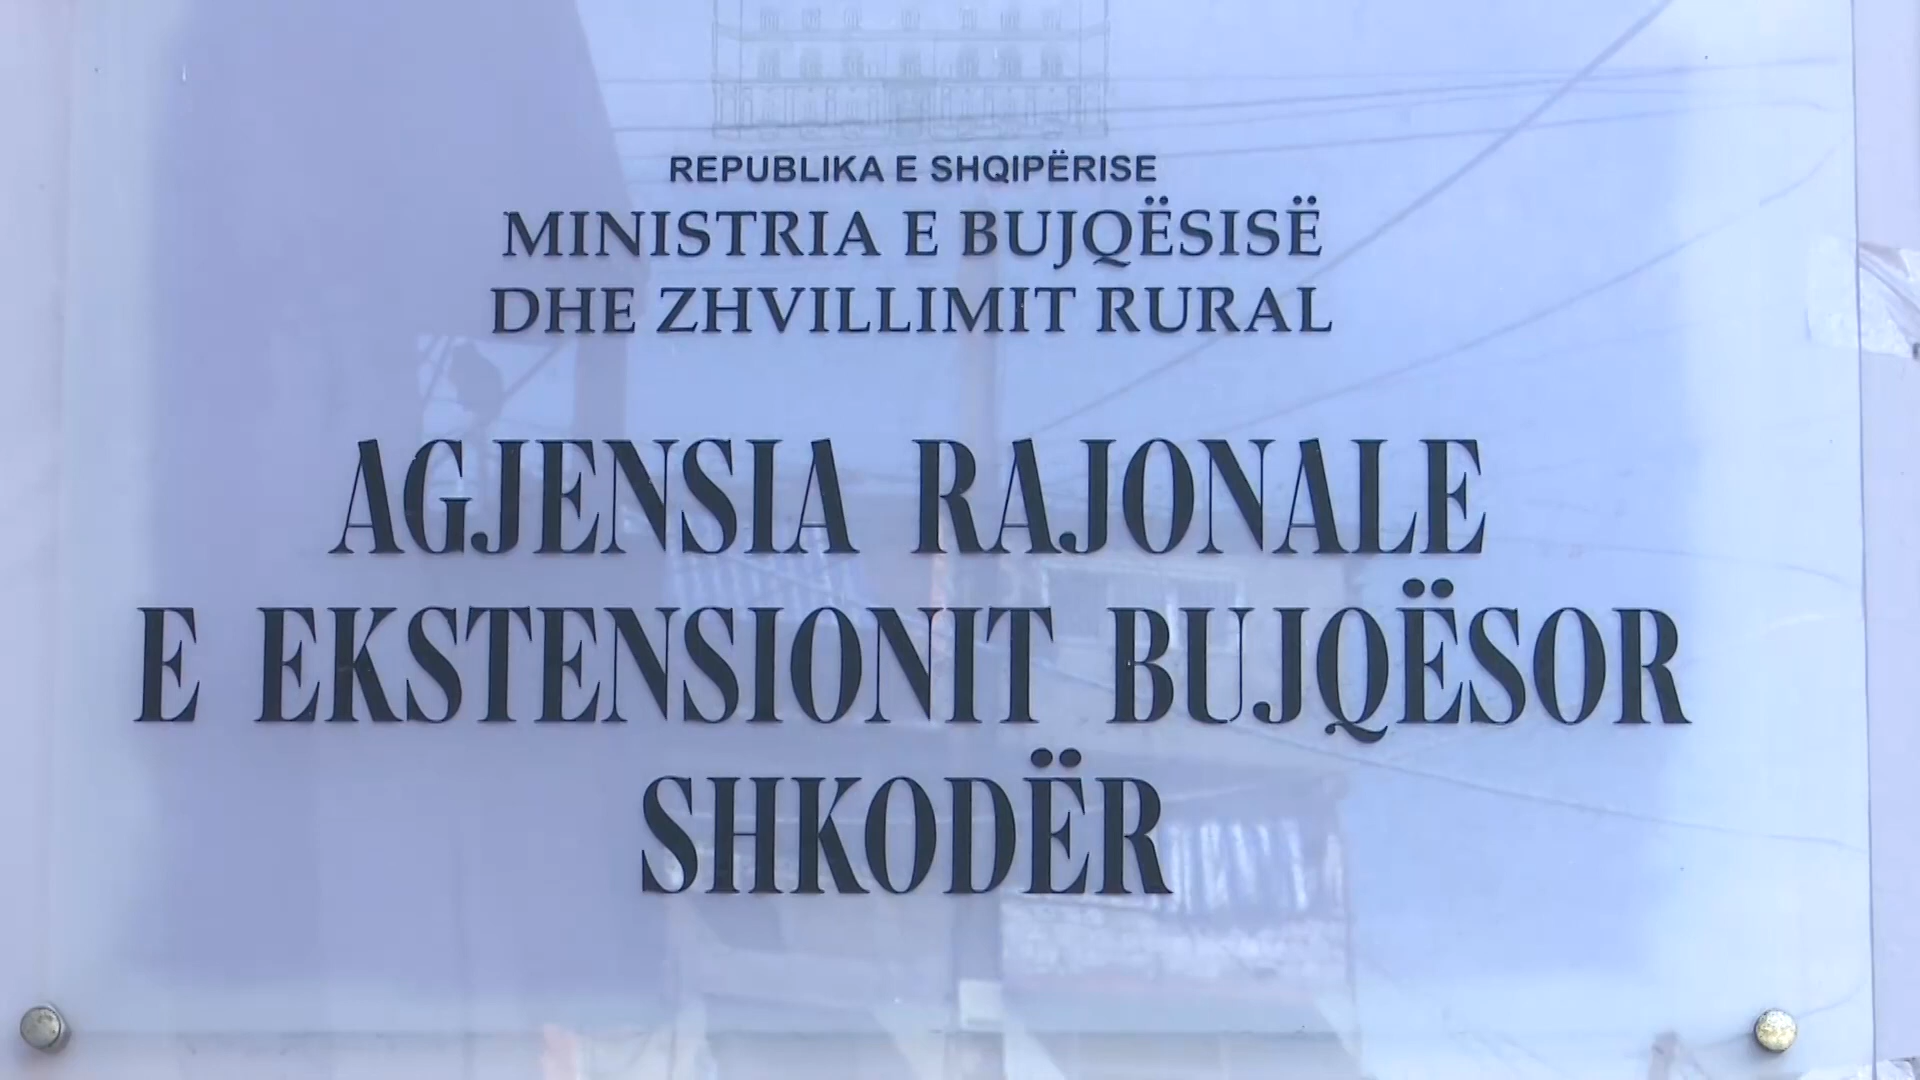 REPUBLIKA E SHQIPËRISE
MINISTRIA E BUJQËSISË
DHE ZHVILLIMIT RURAL
AGJENSIA RAJONALE
E EKSTENSIONIT BUJQËSOR
SHKODËR